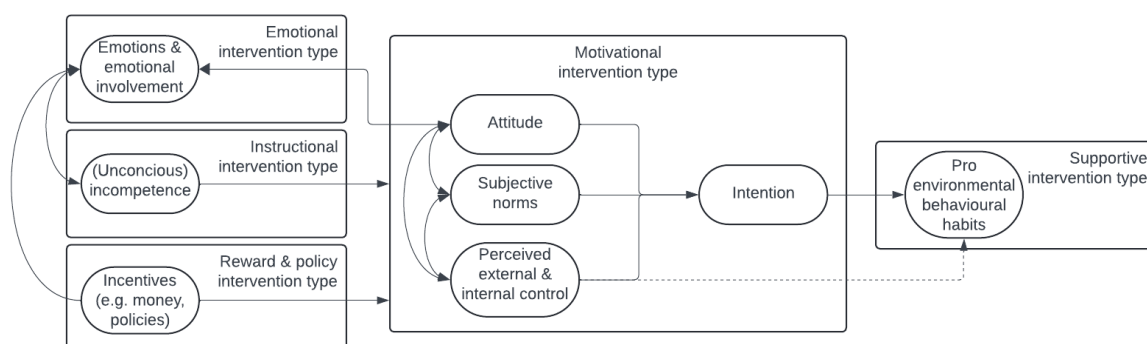 Emotional
intervention type
Emotions &
emotional
involvement
Instructional
intervention type
(Unconcious)
incompetence
Reward & policy
intervention type
Incentives
(e.g. money,
policies)
Motivational
intervention type
Attitude
Subjective
norms
Perceived
external &
internal control
Intention
Supportive
intervention type
Pro
environmental
behavioural
habits